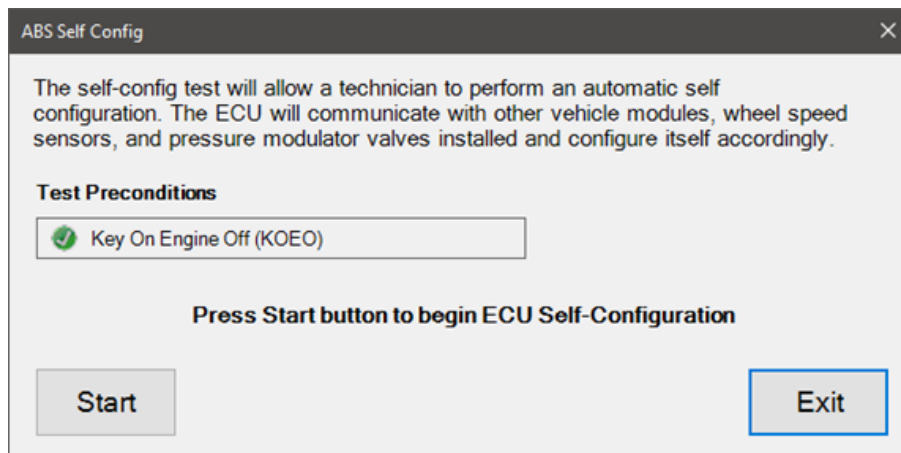 ABS Self Config
The self-config test will allow a technician to perform an automatic self
configuration. The ECU will communicate with other vehicle modules, wheel speed
sensors, and pressure modulator valves installed and configure itself accordingly.
Test Preconditions
Key On Engine Off (KOEO)
Press Start button to begin ECU Self-Configuration
Start
Exit